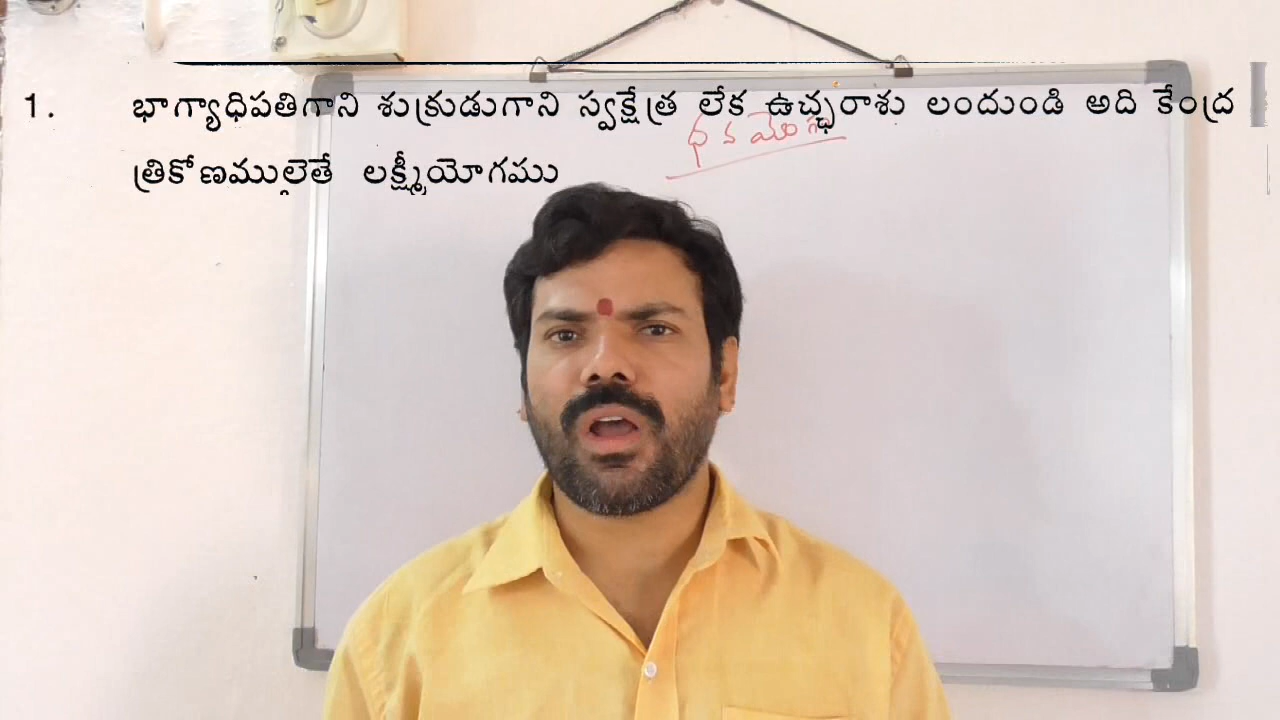 1. భాగ్యాధిపతిగాని శుక్రుడుగాని స్వక్షేత్ర లేక ఉచ్ఛరాశు లందుండి అది కేంద్ర
త్రికోణములైతే లక్ష్మీయోగము